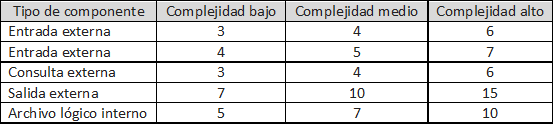 Tipo de componente Complejidad bajo Complejidad medio Complejidad alto
Entrada externa 3 4 6
Entrada externa 4 5 7
Consulta externa 3 4 6
Salida externa 7 10 15
Archivo lógico interno 5 7 10